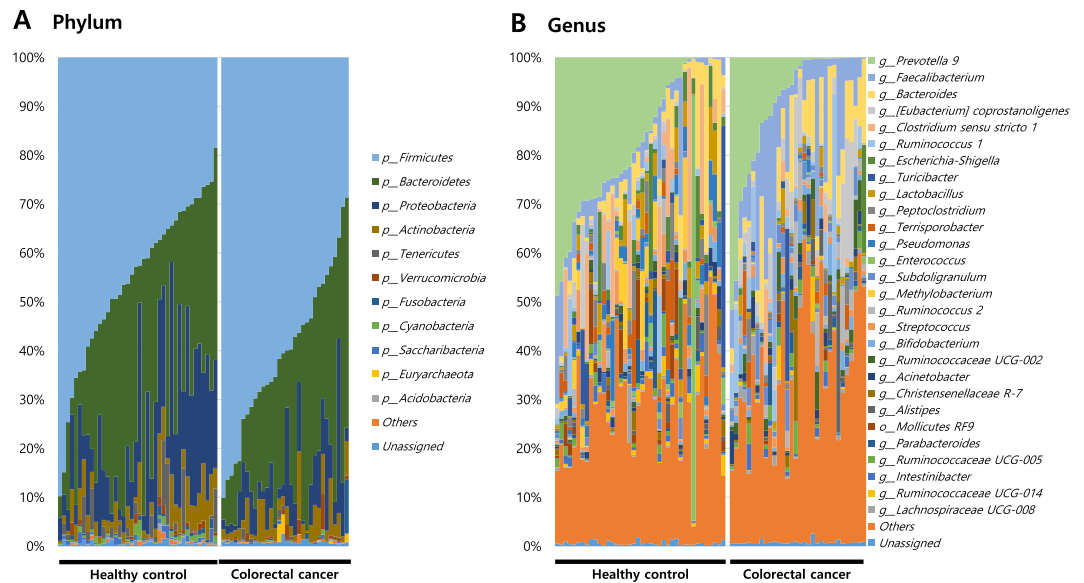 A Phylum
100%
90%
80%
70%
60%
50%
40%
30%
20%
10%
0%
Healthy control
Colorectal cancer
p__Firmicutes
p__Bacteroidetes
p__Proteobacteria
p__Actinobacteria
p__Tenericutes
p__Verrucomicrobia
p__Fusobacteria
p__Cyanobacteria
p__Saccharibacteria
p__Euryarchaeota
p__Acidobacteria
Others
Unassigned
B Genus
100%
90%
80%
70%
60%
50%
40%
30%
20%
10%
0%
Healthy control
Colorectal cancer
g__Prevotella 9
g__Faecalibacterium
g__Bacteroides
g__[Eubacterium] coprostanoligenes
g__Clostridium sensu stricto 1
g__Ruminococcus 1
g__Escherichia-Shigella
g__Turicibacter
g__Lactobacillus
g__Peptoclostridium
g__Terrisporobacter
g__Pseudomonas
g__Enterococcus
g__Subdoligranulum
g__Methylobacterium
g__Ruminococcus 2
g__Streptococcus
g__Bifidobacterium
g__Ruminococcaceae UCG-002
g__Acinetobacter
g__Christensenellaceae R-7
g__Alistipes
o__Mollicutes RF9
g__Parabacteroides
g__Ruminococcaceae UCG-005
g__Intestinibacter
g__Ruminococcaceae UCG-014
g__Lachnospiraceae UCG-008
Others
Unassigned